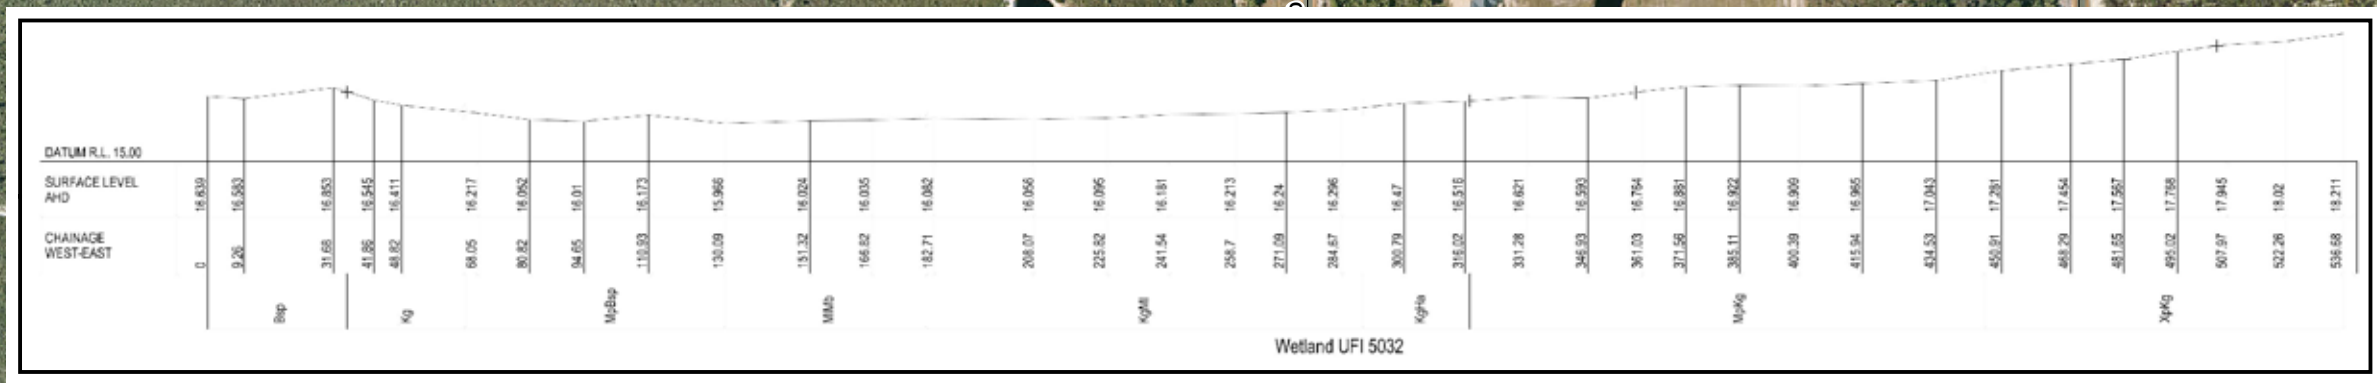 DATUM R.L. 15.00
SURFACE LEVEL
AHD
16.639 16.583 16.853 16.545 16.411 16.217 16.052 16.01 16.173 15.966 16.024 16.035 16.082 16.056 16.095 16.181 16.213 16.24 16.296 16.47 16.516 16.621 16.593 16.764 16.881 16.922 16.909 16.965 17.043 17.281 17.454 17.567 17.768 17.945 18.02 18.211
CHAINAGE
WEST-EAST
0 9.26 31.68 41.86 48.82 68.05 80.82 94.65 110.93 130.09 151.32 166.82 182.71 208.07 225.82 241.54 258.7 271.09 284.67 300.79 316.02 331.28 346.93 361.03 371.56 385.11 400.39 415.94 434.53 450.91 468.29 481.65 495.02 507.97 522.26 536.68
Bsp Kg MpBsp KgMl KgHa MpKg XpKg
Wetland UFI 5032